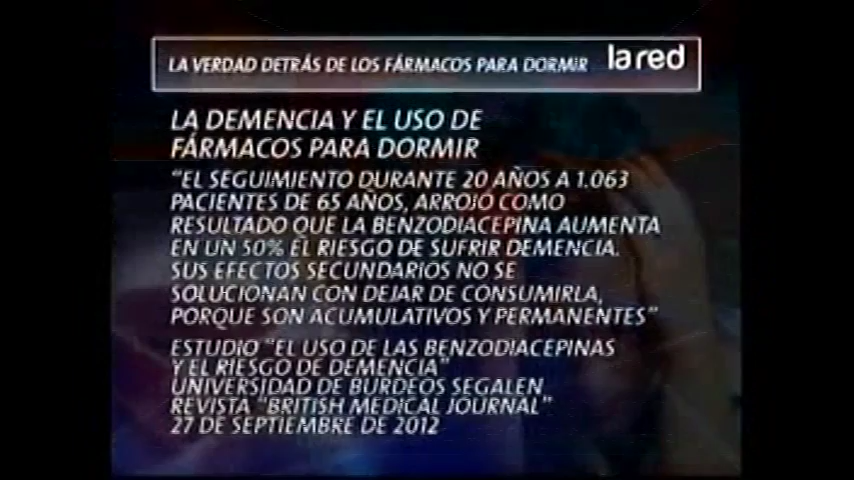 LA VERDAD DETRÁS DE LOS FÁRMACOS PARA DORMIR la red
LA DEMENCIA Y EL USO DE
FÁRMACOS PARA DORMIR
"EL SEGUIMIENTO DURANTE 20 AÑOS A 1.063
PACIENTES DE 65 AÑOS, ARROJÓ COMO
RESULTADO QUE LA BENZODIACEPINA AUMENTA
EN UN 50% EL RIESGO DE SUFRIR DEMENCIA.
SUS EFECTOS SECUNDARIOS NO SE
SOLUCIONAN CON DEJAR DE CONSUMIRLA,
PORQUE SON ACUMULATIVOS Y PERMANENTES"
ESTUDIO "EL USO DE LAS BENZODIACEPINAS
Y EL RIESGO DE DEMENCIA"
UNIVERSIDAD DE BURDEOS SEGALEN
REVISTA "BRITISH MEDICAL JOURNAL"
27 DE SEPTIEMBRE DE 2012